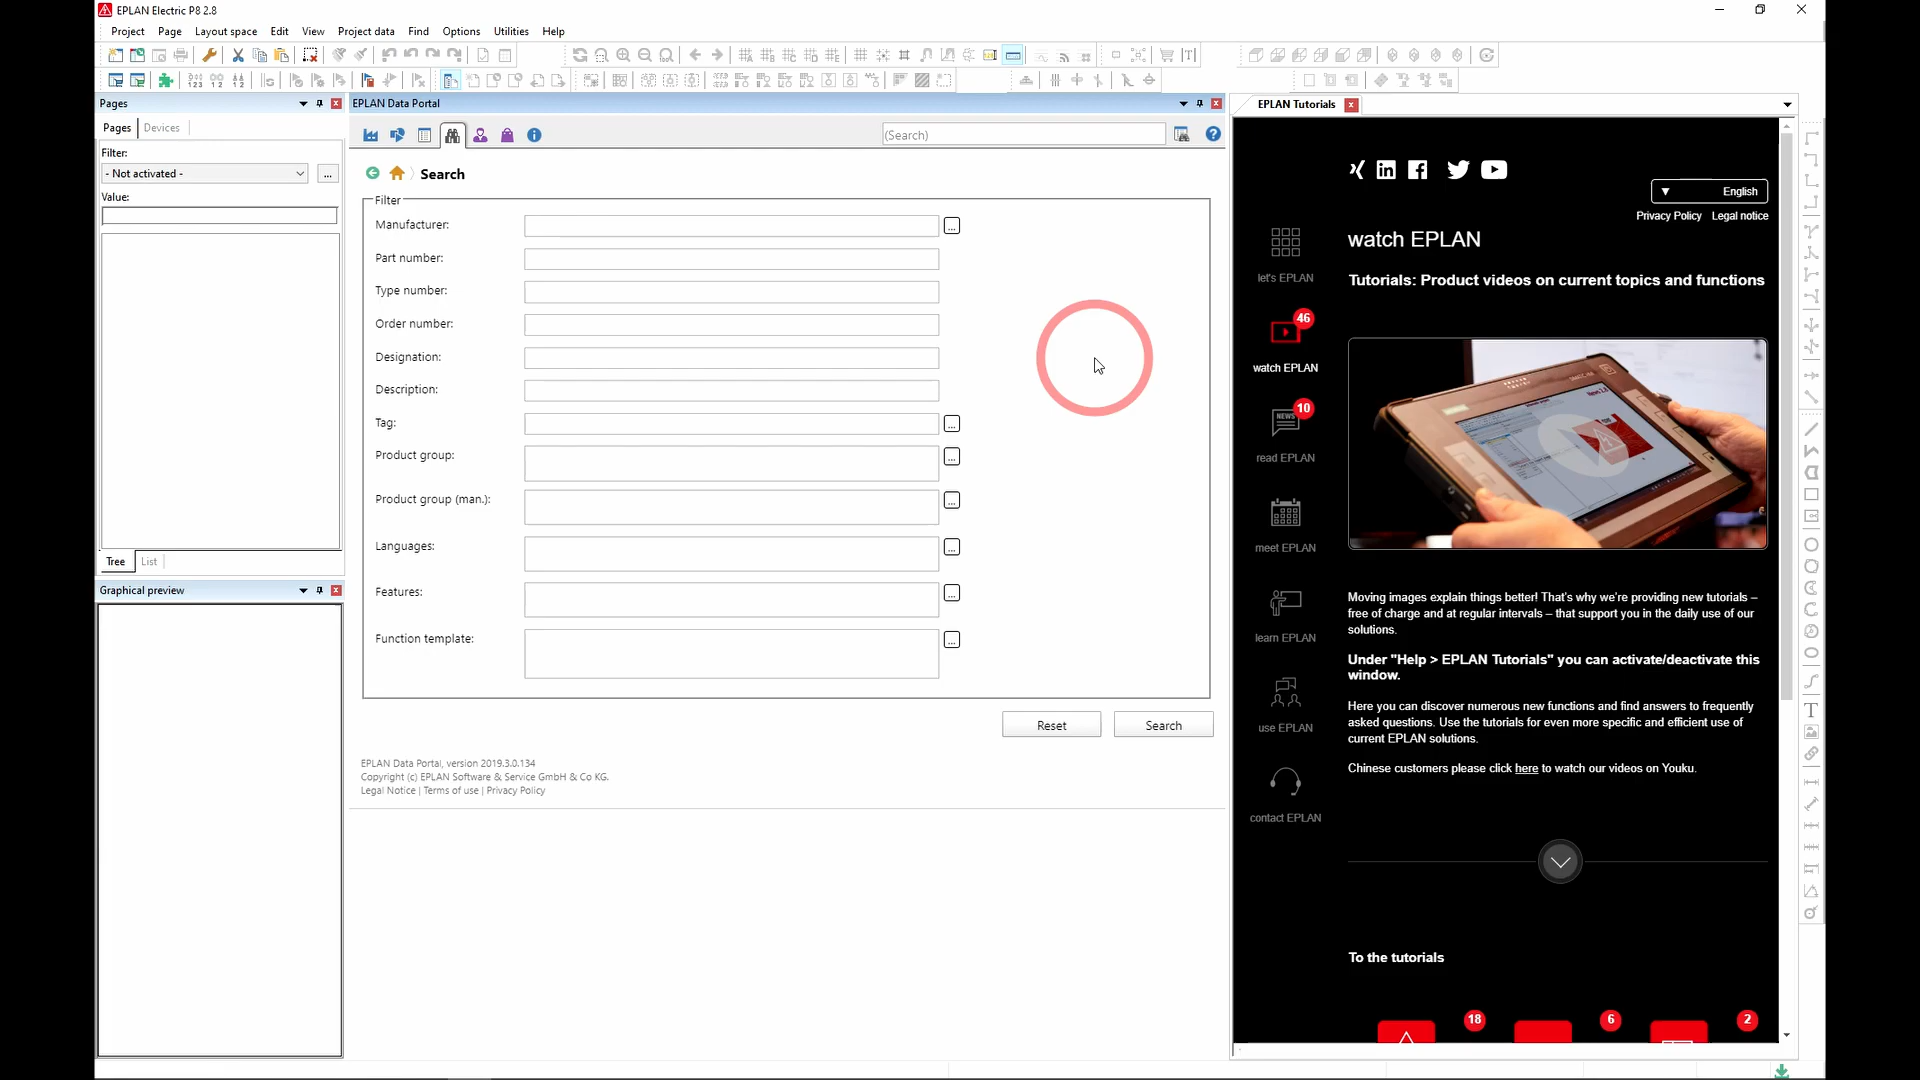 EPLAN Electric P8 2.8
Project Page Layout space Edit View Project data Find Options Utilities Help
Pages
Pages Devices
Filter:
- Not activated -
...
Value:
Tree List
Graphical preview
EPLAN Data Portal
(Search)
Search
Filter
Manufacturer:
...
Part number:
Type number:
Order number:
Designation:
Description:
Tag:
...
Product group:
...
Product group (man.):
...
Languages:
...
Features:
...
Function template:
...
Reset Search
EPLAN Data Portal, version 2019.3.0.134
Copyright (c) EPLAN Software & Service GmbH & Co KG.
Legal Notice | Terms of use | Privacy Policy
EPLAN Tutorials
English
Privacy Policy Legal notice
let's EPLAN
46
watch EPLAN
10
NEWS
read EPLAN
meet EPLAN
learn EPLAN
use EPLAN
contact EPLAN
watch EPLAN
Tutorials: Product videos on current topics and functions
Moving images explain things better! That's why we're providing new tutorials –
free of charge and at regular intervals – that support you in the daily use of our
solutions.
Under "Help > EPLAN Tutorials" you can activate/deactivate this
window.
Here you can discover numerous new functions and find answers to frequently
asked questions. Use the tutorials for even more specific and efficient use of
current EPLAN solutions.
Chinese customers please click here to watch our videos on Youku.
To the tutorials
18 6 2